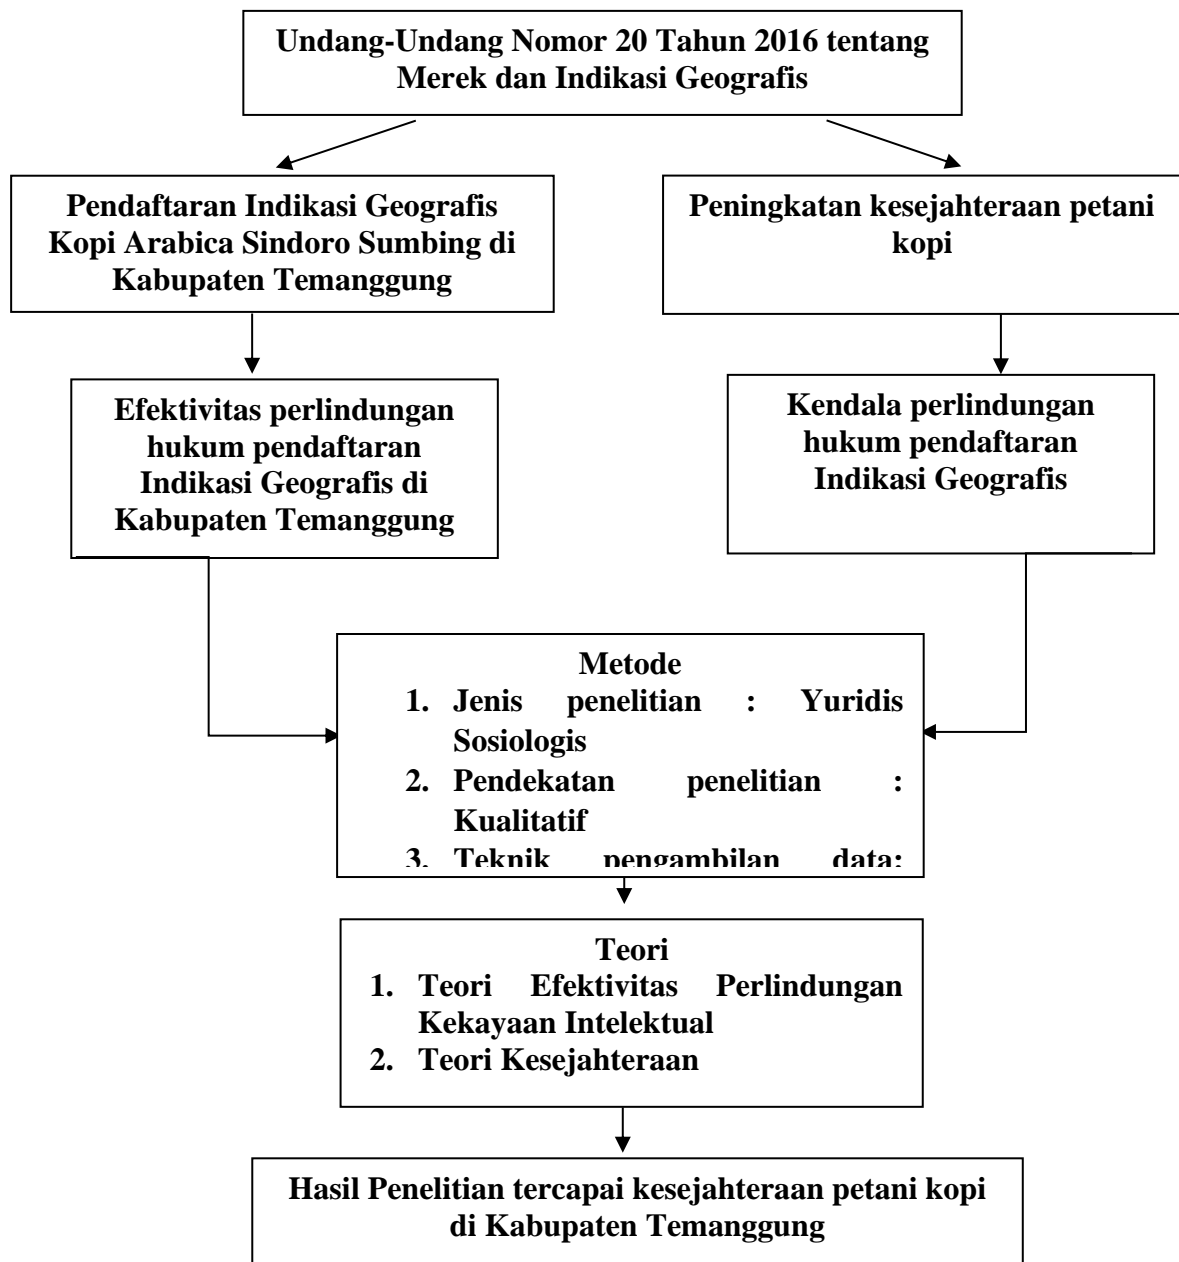 Undang-Undang Nomor 20 Tahun 2016 tentang
Merek dan Indikasi Geografis
Pendaftaran Indikasi Geografis
Kopi Arabica Sindoro Sumbing di
Kabupaten Temanggung
Peningkatan kesejahteraan petani
kopi
Efektivitas perlindungan
hukum pendaftaran
Indikasi Geografis di
Kabupaten Temanggung
Kendala perlindungan
hukum pendaftaran
Indikasi Geografis
Metode
1. Jenis penelitian : Yuridis
Sosiologis
2. Pendekatan penelitian :
Kualitatif
3. Teknik pengambilan data:
Teori
1. Teori Efektivitas Perlindungan
Kekayaan Intelektual
2. Teori Kesejahteraan
Hasil Penelitian tercapai kesejahteraan petani kopi
di Kabupaten Temanggung